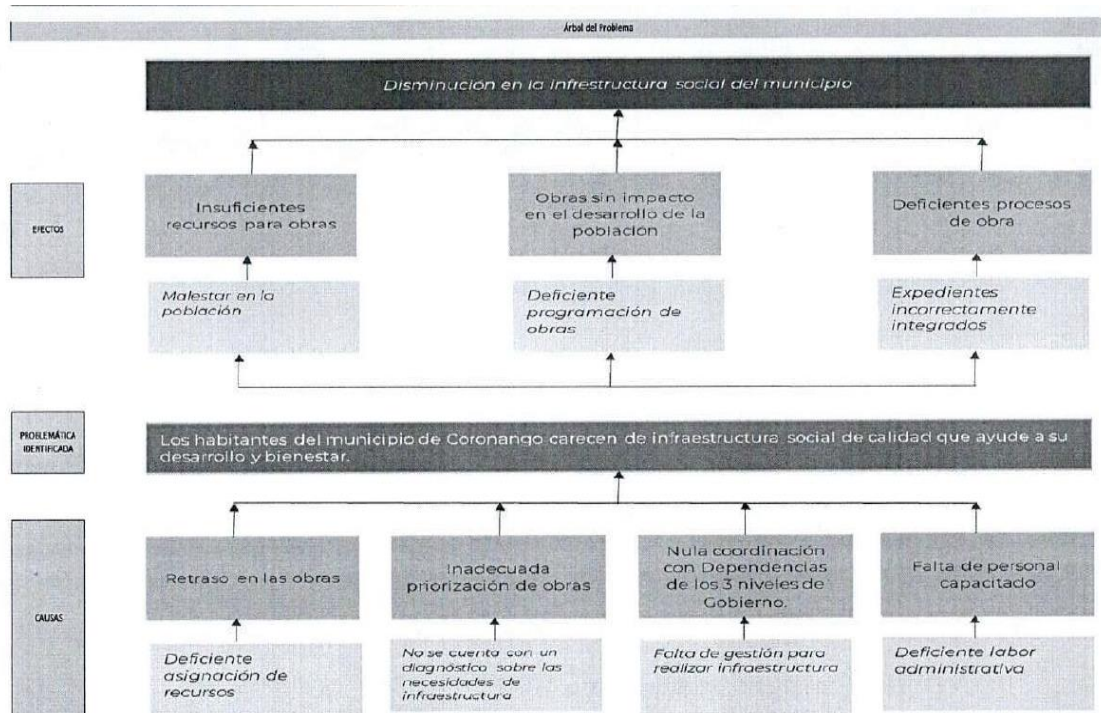 Árbol del Problema
Disminución en la infrestructura social del municipio
EFECTOS
Insuficientes
recursos para obras
Obras sin impacto
en el desarrollo de la
población
Deficientes procesos
de obra
Malestar en la
población
Deficiente
programación de
obras
Expedientes
incorrectamente
integrados
PROBLEMÁTICA
IDENTIFICADA
Los habitantes del municipio de Coronango carecen de infraestructura social de calidad que ayude a su
desarrollo y bienestar.
CAUSAS
Retraso en las obras
Inadecuada
priorización de obras
Nula coordinación
con Dependencias
de los 3 niveles de
Gobierno.
Falta de personal
capacitado
Deficiente
asignación de
recursos
No se cuenta con un
diagnóstico sobre las
necesidades de
infraestructura
Falta de gestión para
realizar infraestructura
Deficiente labor
administrativa